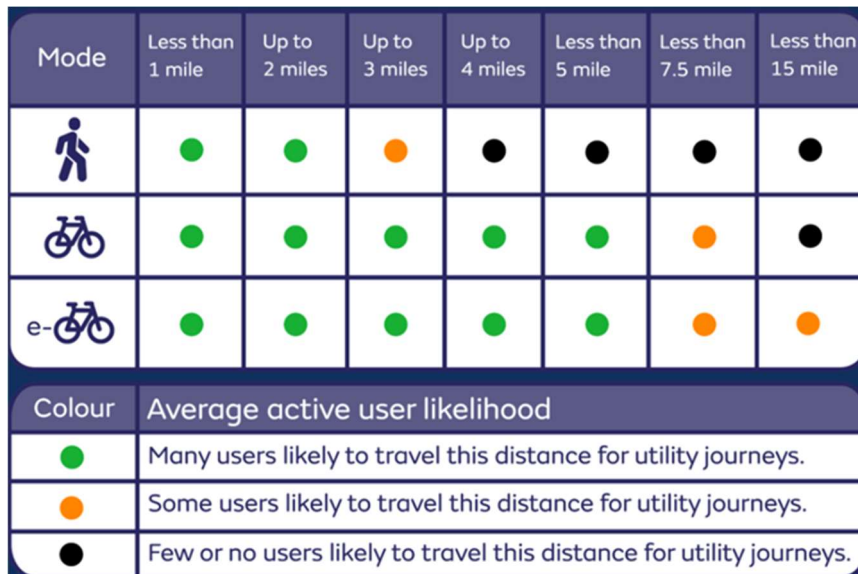 Mode
Less than
1 mile
Up to
2 miles
Up to
3 miles
Up to
4 miles
Less than
5 mile
Less than
7.5 mile
Less than
15 mile
e-
Colour
Average active user likelihood
Many users likely to travel this distance for utility journeys.
Some users likely to travel this distance for utility journeys.
Few or no users likely to travel this distance for utility journeys.